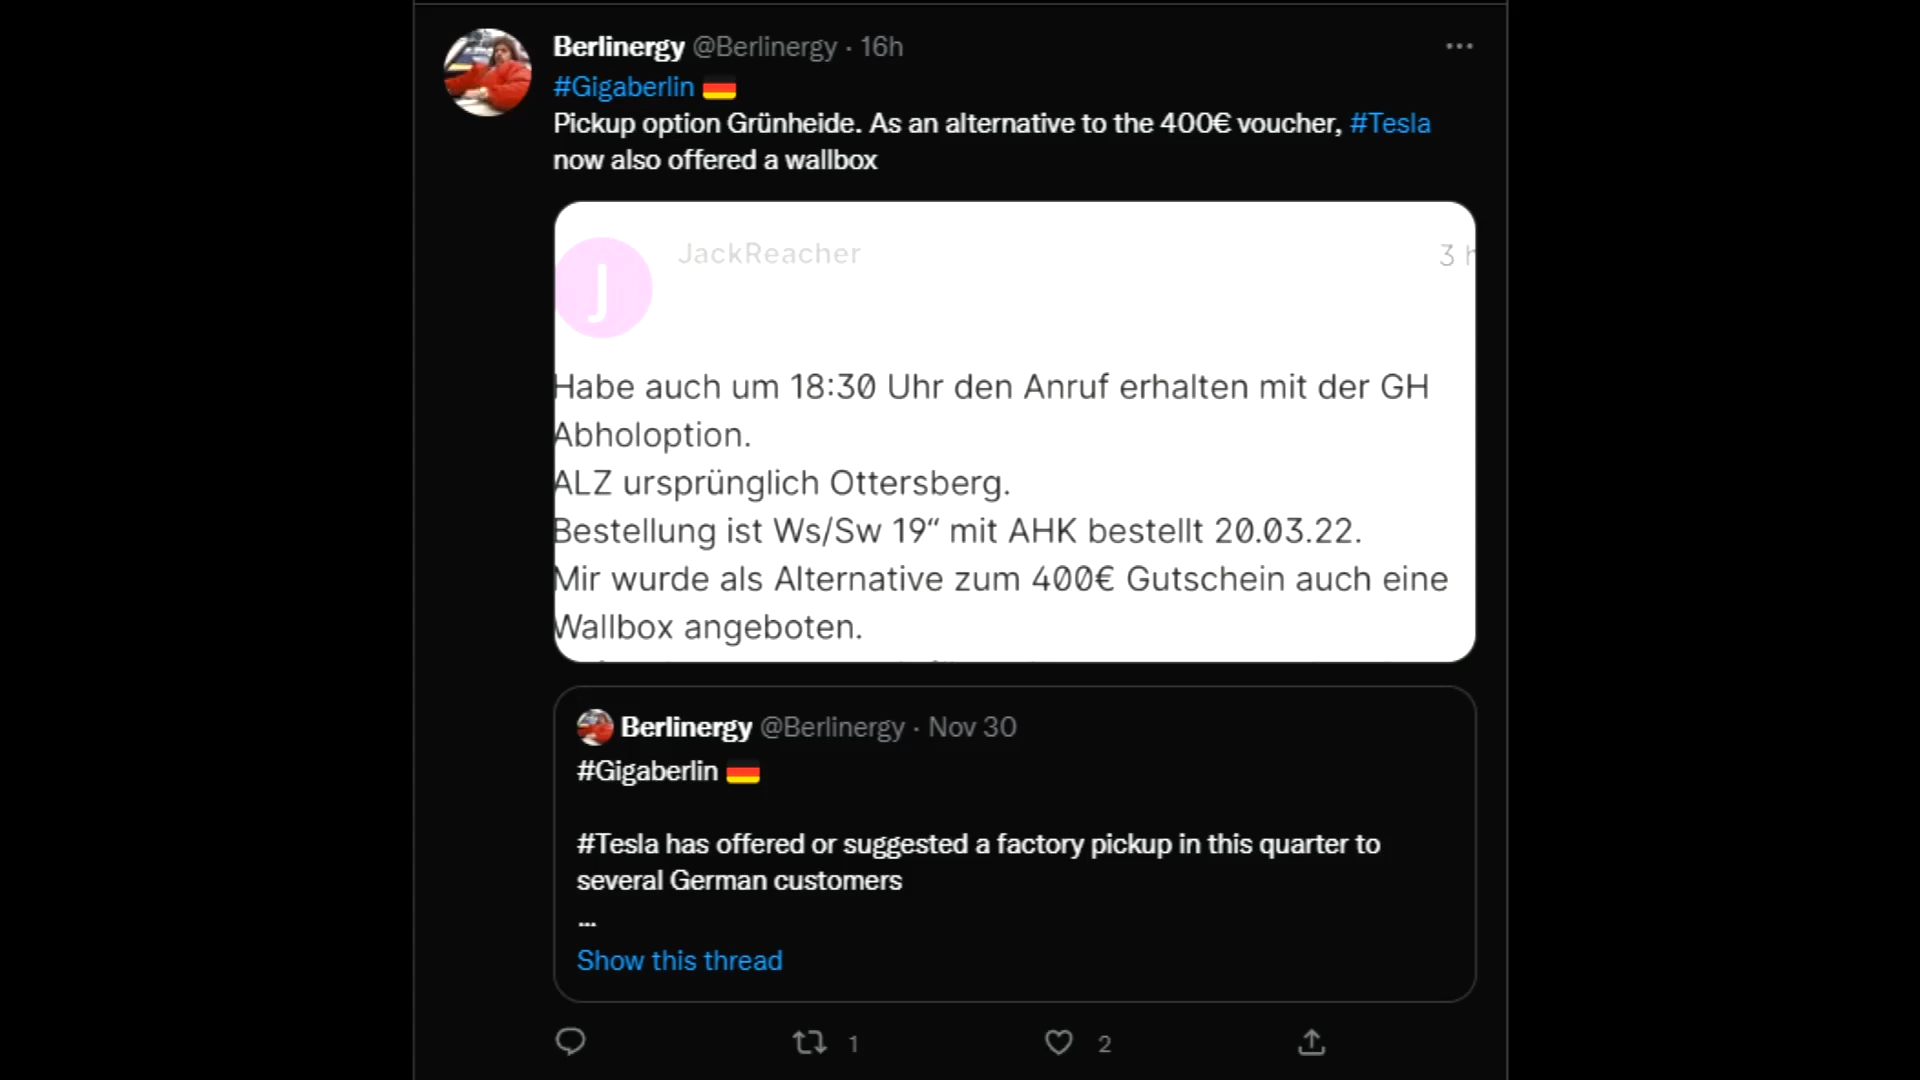 Berlinergy @Berlinergy · 16h
#Gigaberlin
Pickup option Grünheide. As an alternative to the 400€ voucher, #Tesla
now also offered a wallbox
J
JackReacher
3 h
Habe auch um 18:30 Uhr den Anruf erhalten mit der GH
Abholoption.
ALZ ursprünglich Ottersberg.
Bestellung ist Ws/Sw 19“ mit AHK bestellt 20.03.22.
Mir wurde als Alternative zum 400€ Gutschein auch eine
Wallbox angeboten.
Berlinergy @Berlinergy · Nov 30
#Gigaberlin
#Tesla has offered or suggested a factory pickup in this quarter to
several German customers
...
Show this thread
1
2